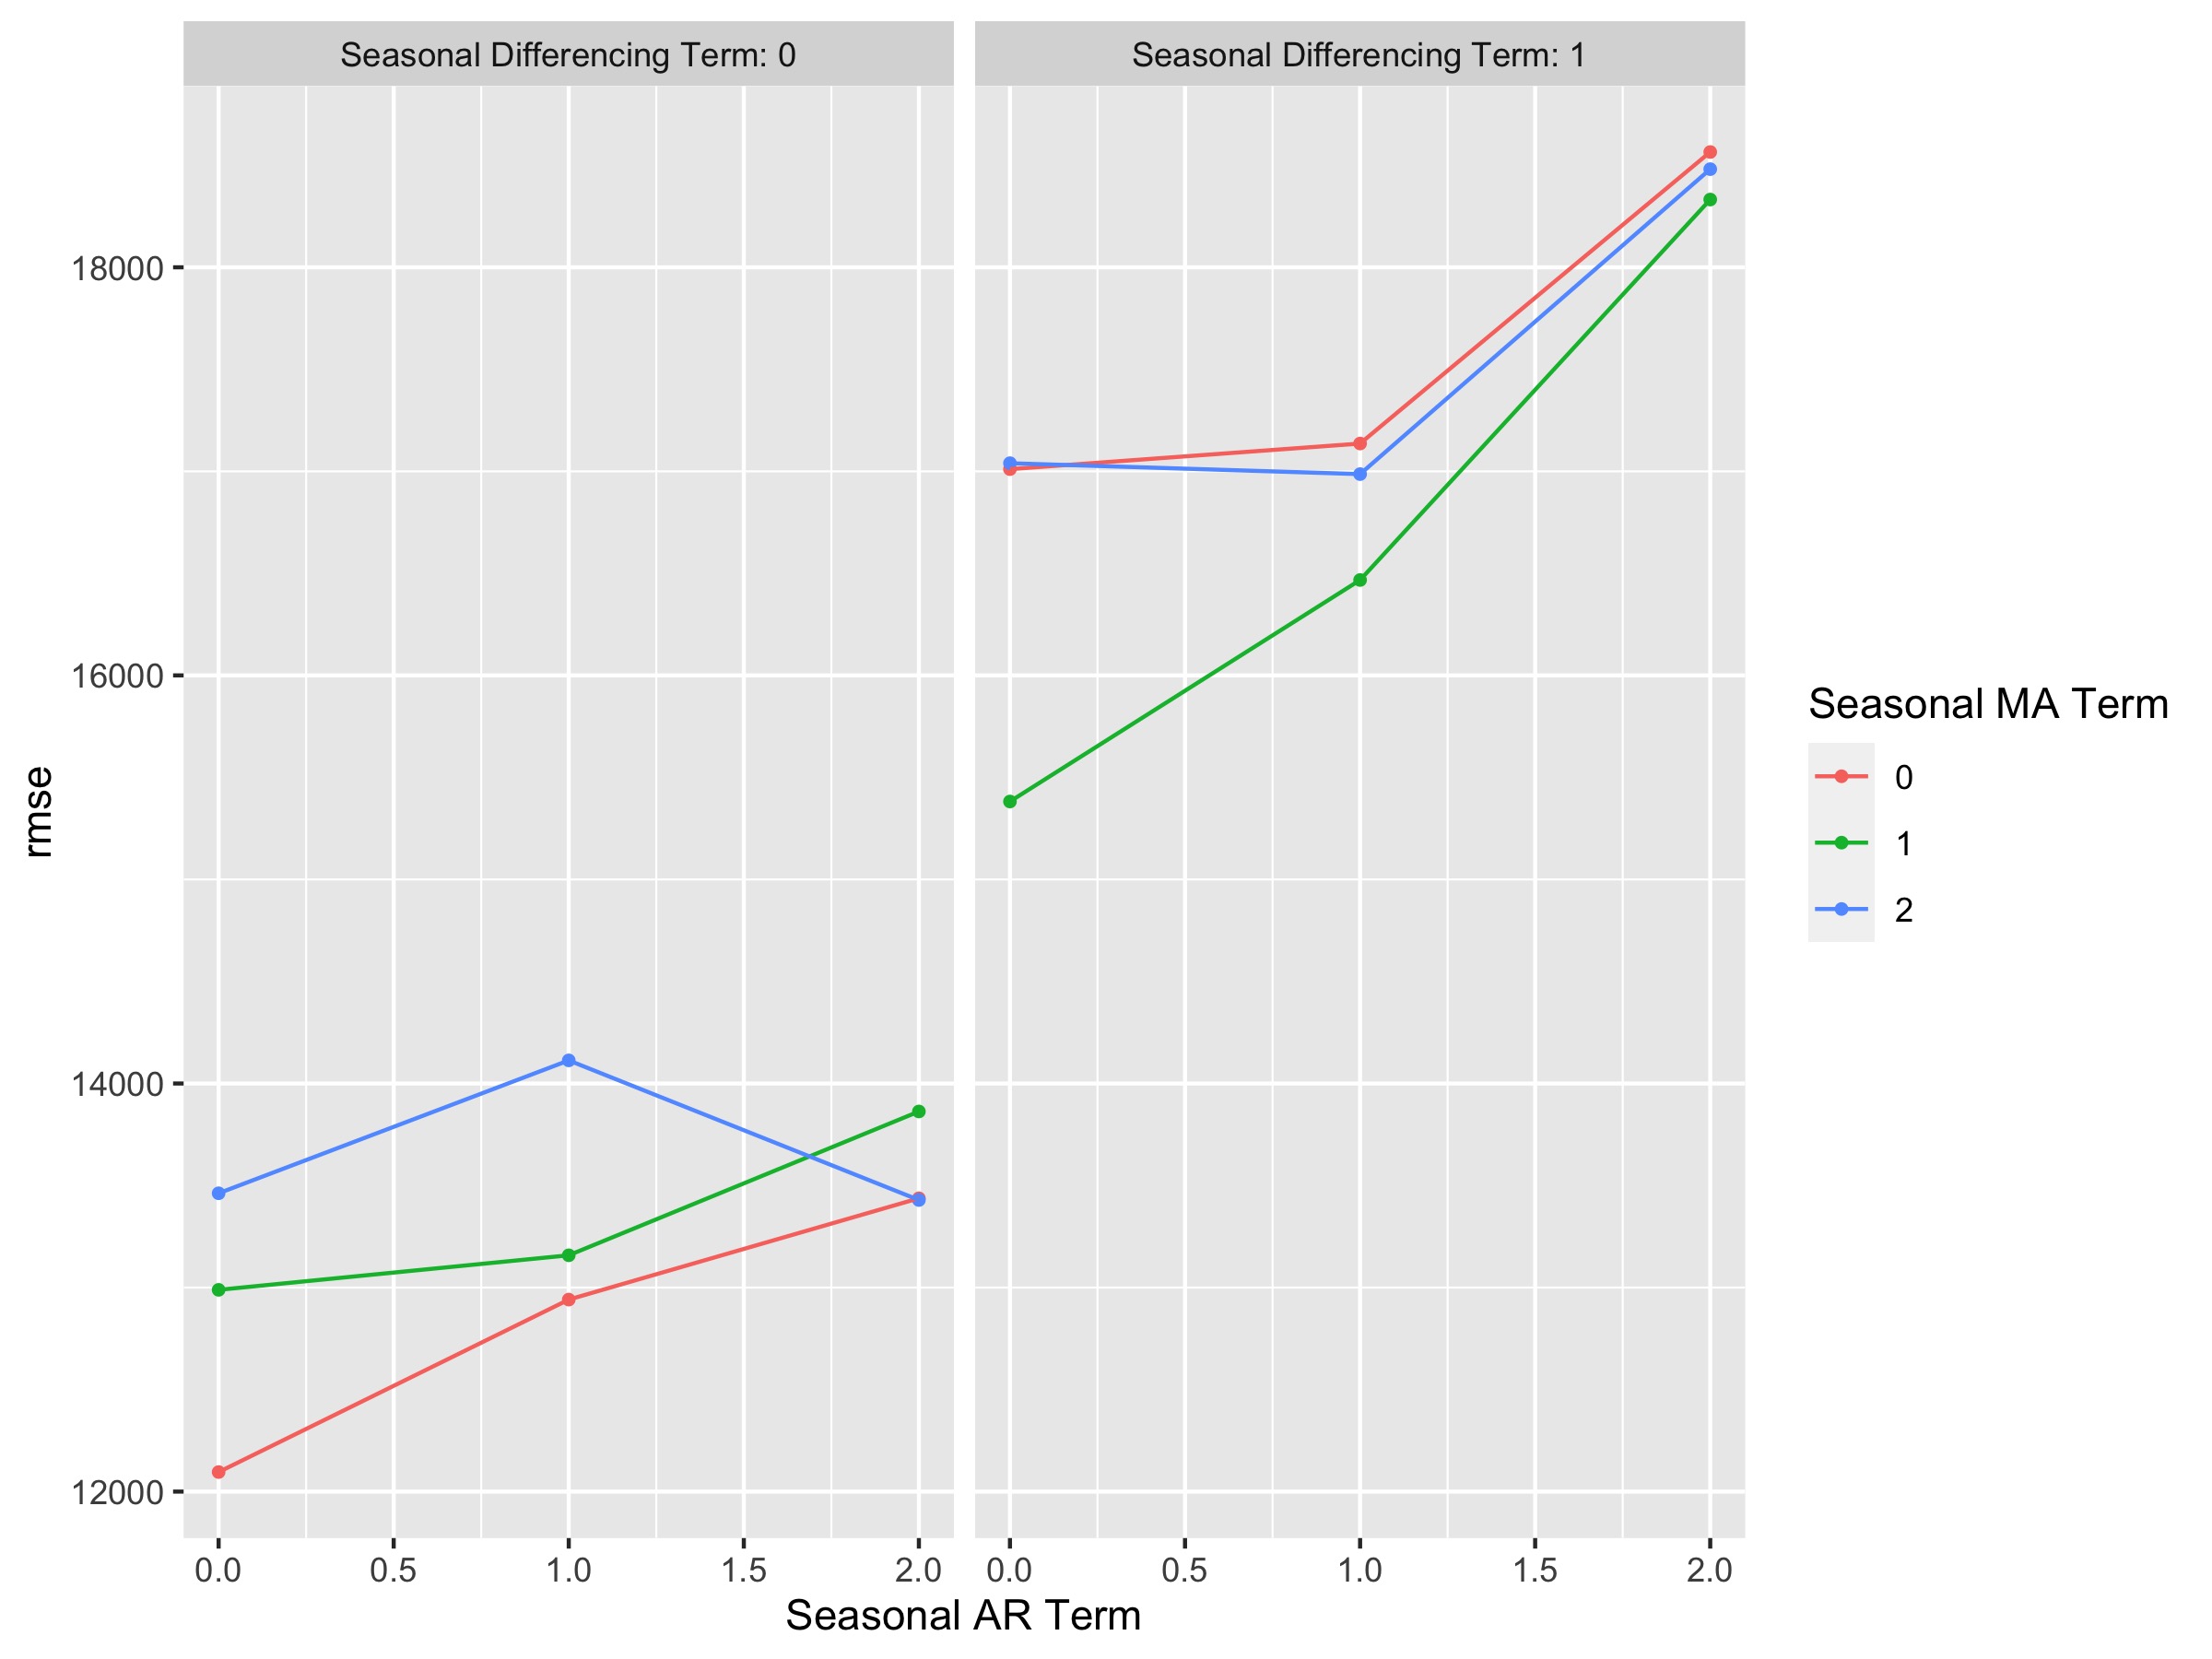 Seasonal Differencing Term: 0
Seasonal Differencing Term: 1
18000
16000
14000
12000
rmse
0.0 0.5 1.0 1.5 2.0
0.0 0.5 1.0 1.5 2.0
Seasonal AR Term
Seasonal MA Term
0
1
2